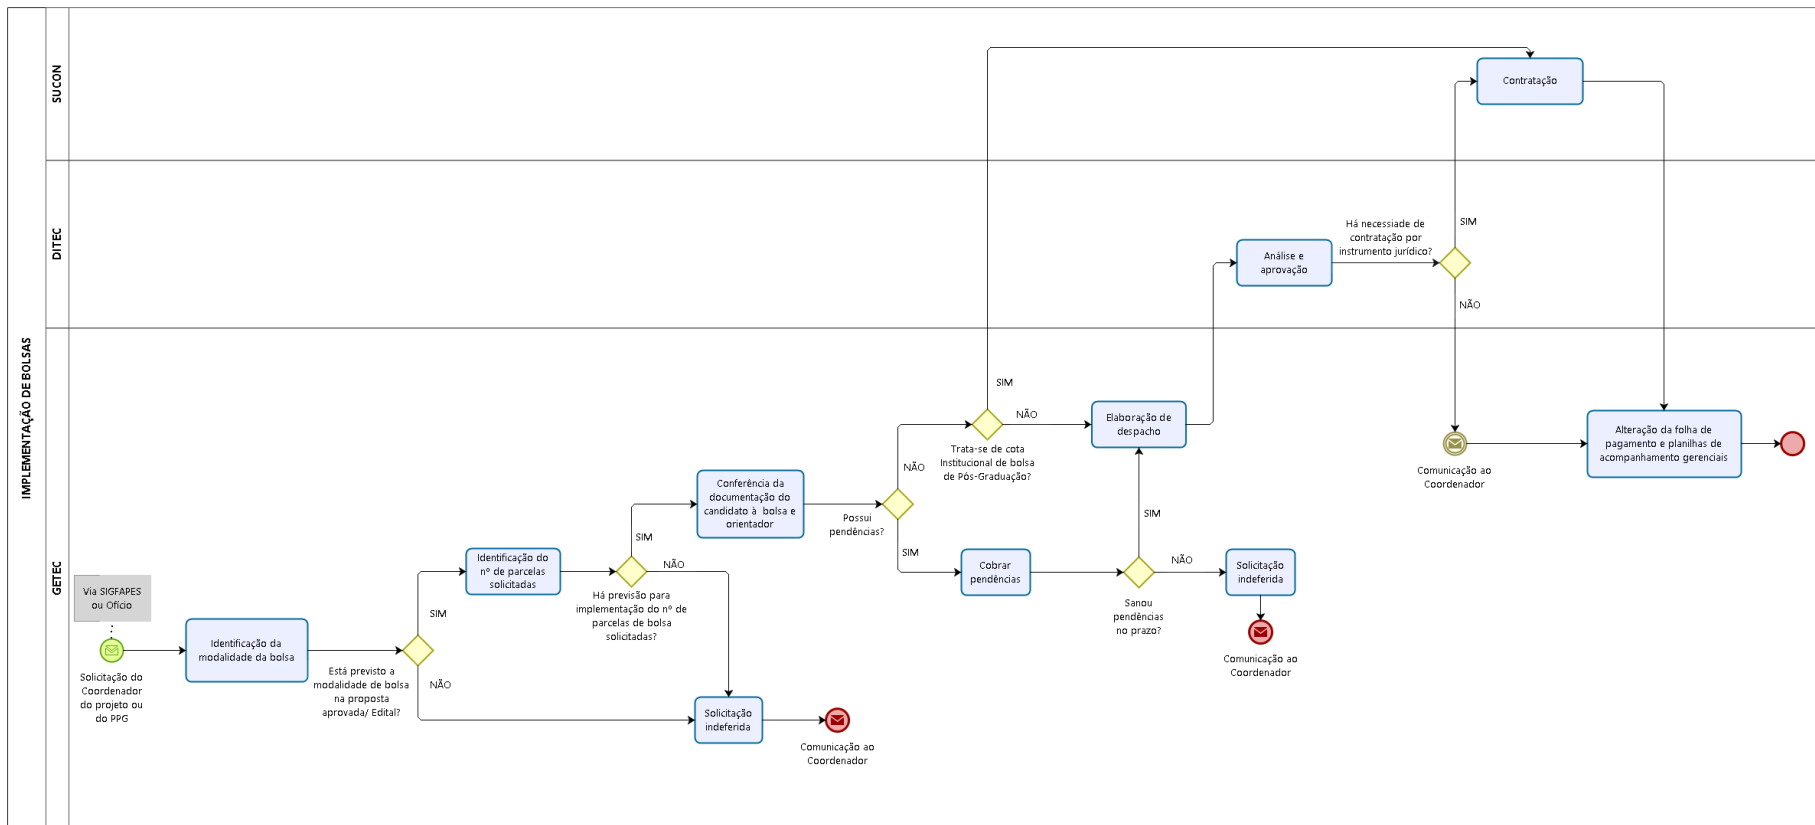 IMPLEMENTAÇÃO DE BOLSAS
SUCON
Contratação
DITEC
Análise e
aprovação
Há necessiade de
contratação por
instrumento jurídico?
SIM
NÃO
GETEC
Via SIGFAPES
ou Ofício
Solicitação do
Coordenador
do projeto ou
do PPG
Identificação da
modalidade da bolsa
Está previsto a
modalidade de bolsa
na proposta
aprovada/ Edital?
SIM
NÃO
Identificação do
nº de parcelas
solicitadas
Há previsão para
implementação do nº de
parcelas de bolsa
solicitadas?
SIM
NÃO
Solicitação
indeferida
Comunicação ao
Coordenador
Conferência da
documentação do
candidato à  bolsa e
orientador
Possui
pendências?
NÃO
SIM
Trata-se de cota
Institucional de bolsa
de Pós-Graduação?
SIM
NÃO
Elaboração de
despacho
Cobrar
pendências
Sanou
pendências
no prazo?
SIM
NÃO
Solicitação
indeferida
Comunicação ao
Coordenador
Comunicação ao
Coordenador
Alteração da folha de
pagamento e planilhas de
acompanhamento gerenciais